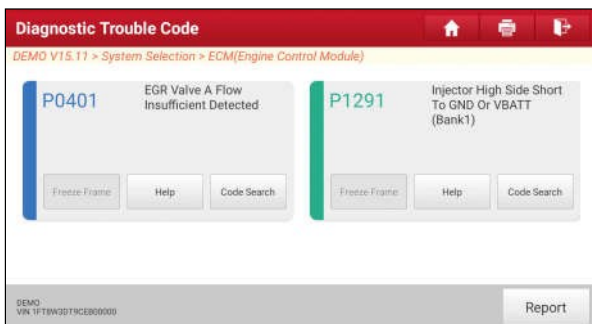 Diagnostic Trouble Code
DEMO V15.11 > System Selection > ECM(Engine Control Module)
P0401
EGR Valve A Flow
Insufficient Detected
Freeze Frame
Help
Code Search
P1291
Injector High Side Short
To GND Or VBATT
(Bank1)
Freeze Frame
Help
Code Search
DEMO
VIN 1FT8W3DT9CEB00000
Report